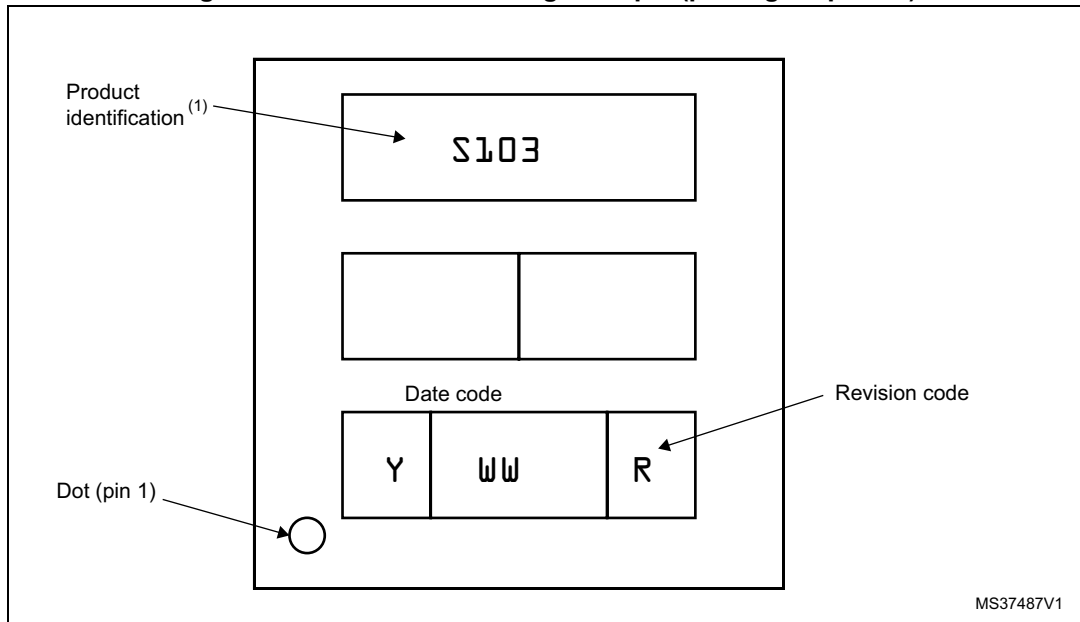 Product
identification (1)
S103
Date code
Revision code
Y WW R
Dot (pin 1)
MS37487V1